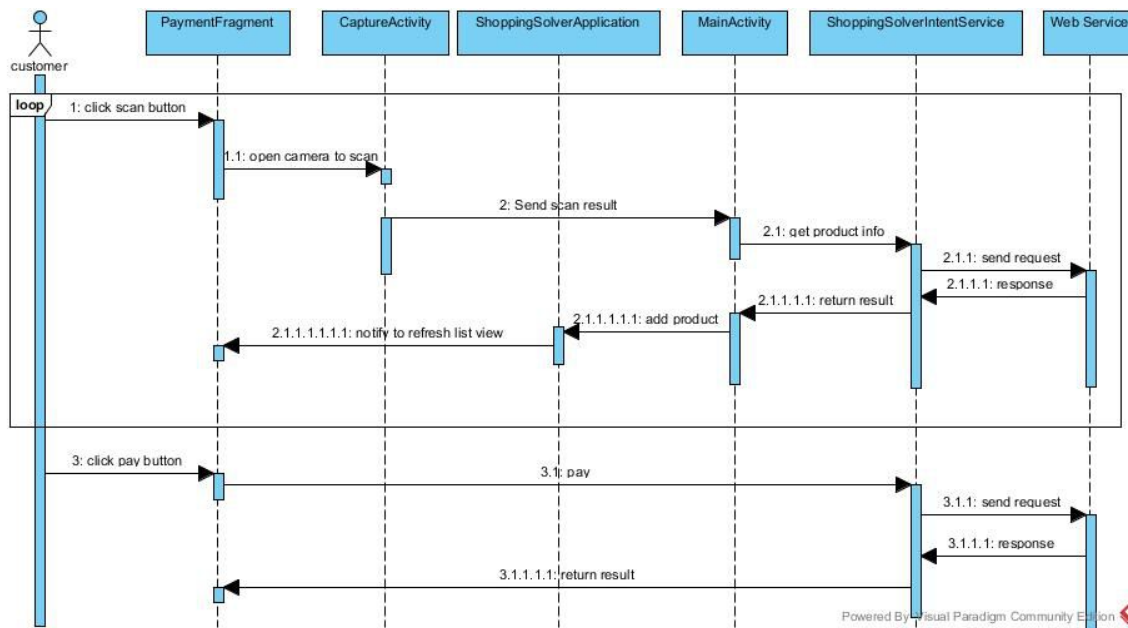 PaymentFragment
CaptureActivity
ShoppingSolverApplication
MainActivity
ShoppingSolverIntentService
Web Service
customer
loop
1: click scan button
1.1: open camera to scan
2: Send scan result
2.1: get product info
2.1.1: send request
2.1.1.1: response
2.1.1.1.1: return result
2.1.1.1.1.1: add product
2.1.1.1.1.1.1: notify to refresh list view
3: click pay button
3.1: pay
3.1.1: send request
3.1.1.1: response
3.1.1.1.1: return result
Powered By Visual Paradigm Community Edition